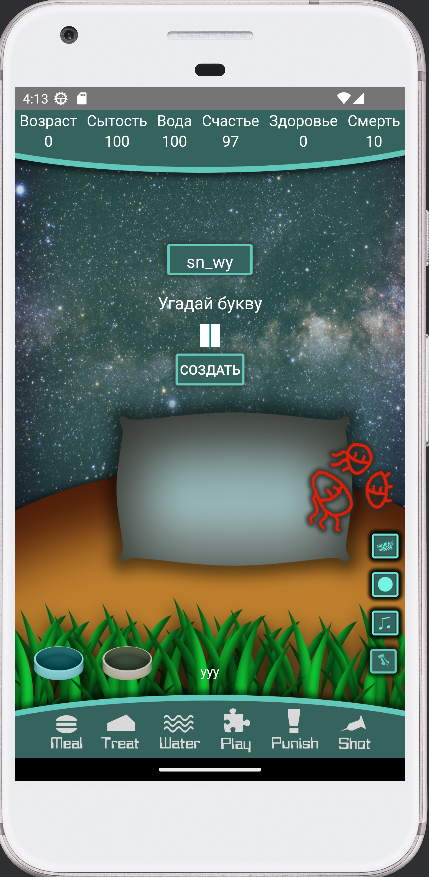 4:13
Возраст Сытость Вода Счастье Здоровье Смерть
0 100 100 97 0 10
sn_wy
Угадай букву
СОЗДАТЬ
yyy
Meal Treat Water Play Punish Shot